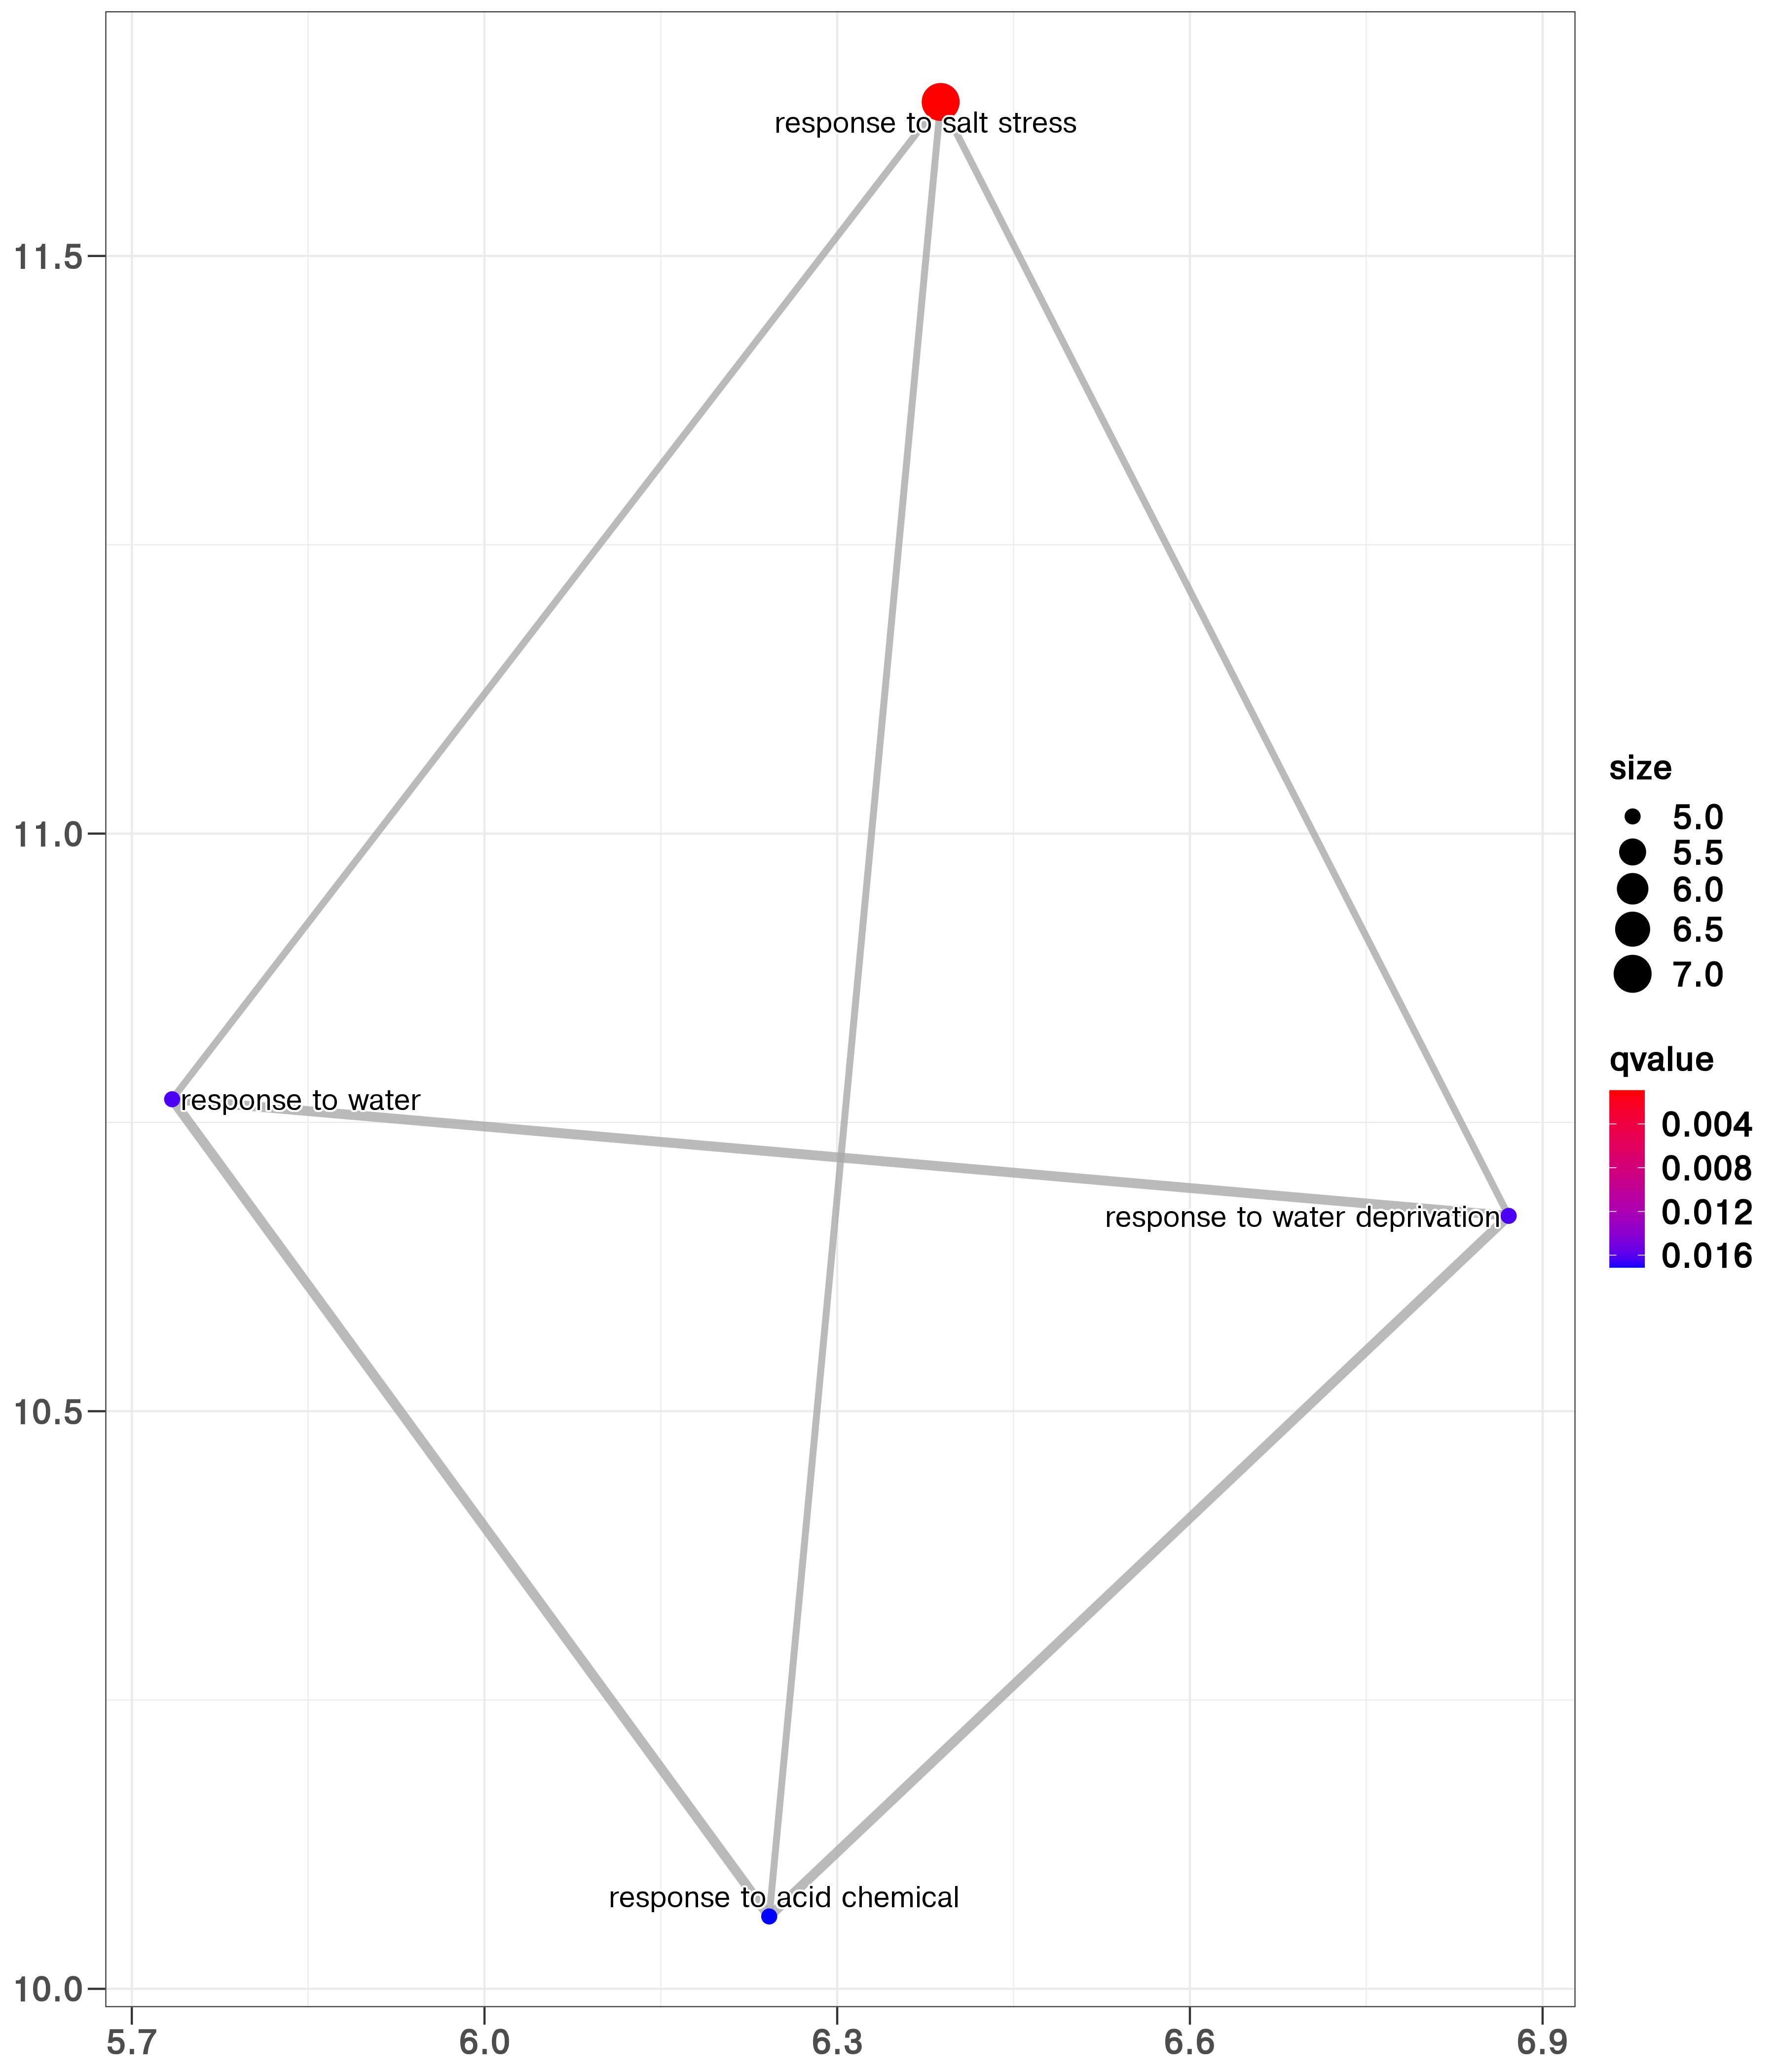 response to salt stress
11.5
11.0
response to water
response to water deprivation
10.5
response to acid chemical
10.0
5.7 6.0 6.3 6.6 6.9
size
5.0
5.5
6.0
6.5
7.0
qvalue
0.004
0.008
0.012
0.016